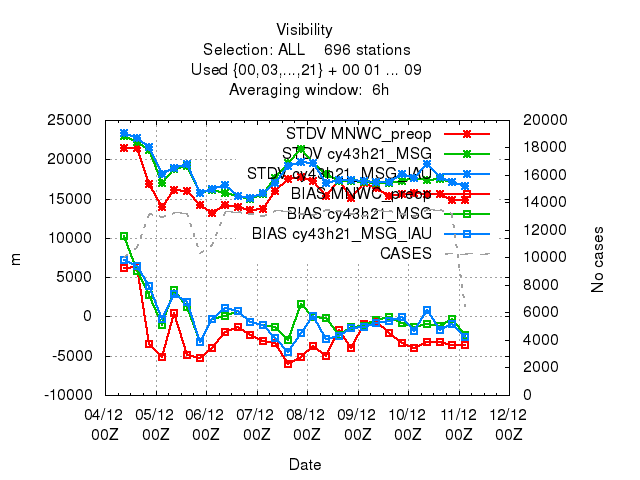 Visibility
Selection: ALL    696 stations
Used {00,03,...,21} + 00 01 ... 09
Averaging window:  6h
25000
20000
15000
10000
5000
0
-5000
-10000
m
20000
18000
16000
14000
12000
10000
8000
6000
4000
2000
0
No cases
STDV MNWC_preop
STDV cy43h21_MSG
STDV cy43h21_MSG_IAU
BIAS MNWC_preop
BIAS cy43h21_MSG
BIAS cy43h21_MSG_IAU
CASES
04/12 05/12 06/12 07/12 08/12 09/12 10/12 11/12 12/12
00Z 00Z 00Z 00Z 00Z 00Z 00Z 00Z 00Z
Date